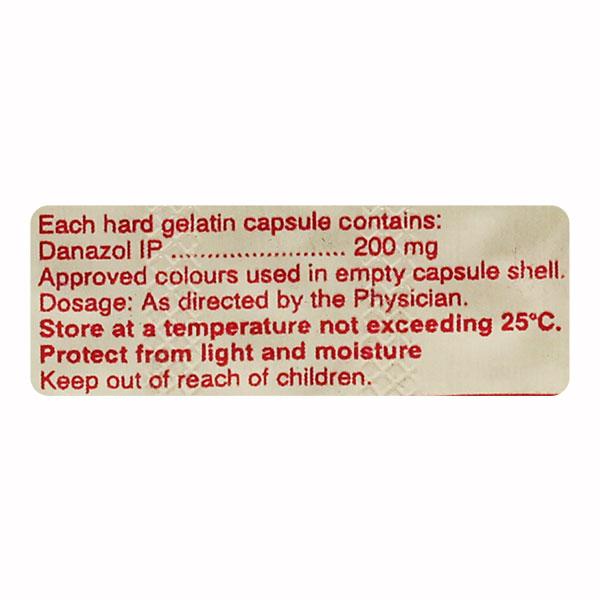 Each hard gelatin capsule contains:
Danazol IP ........................ 200 mg
Approved colours used in empty capsule shell.
Dosage: As directed by the Physician.
Store at a temperature not exceeding 25°C.
Protect from light and moisture
Keep out of reach of children.